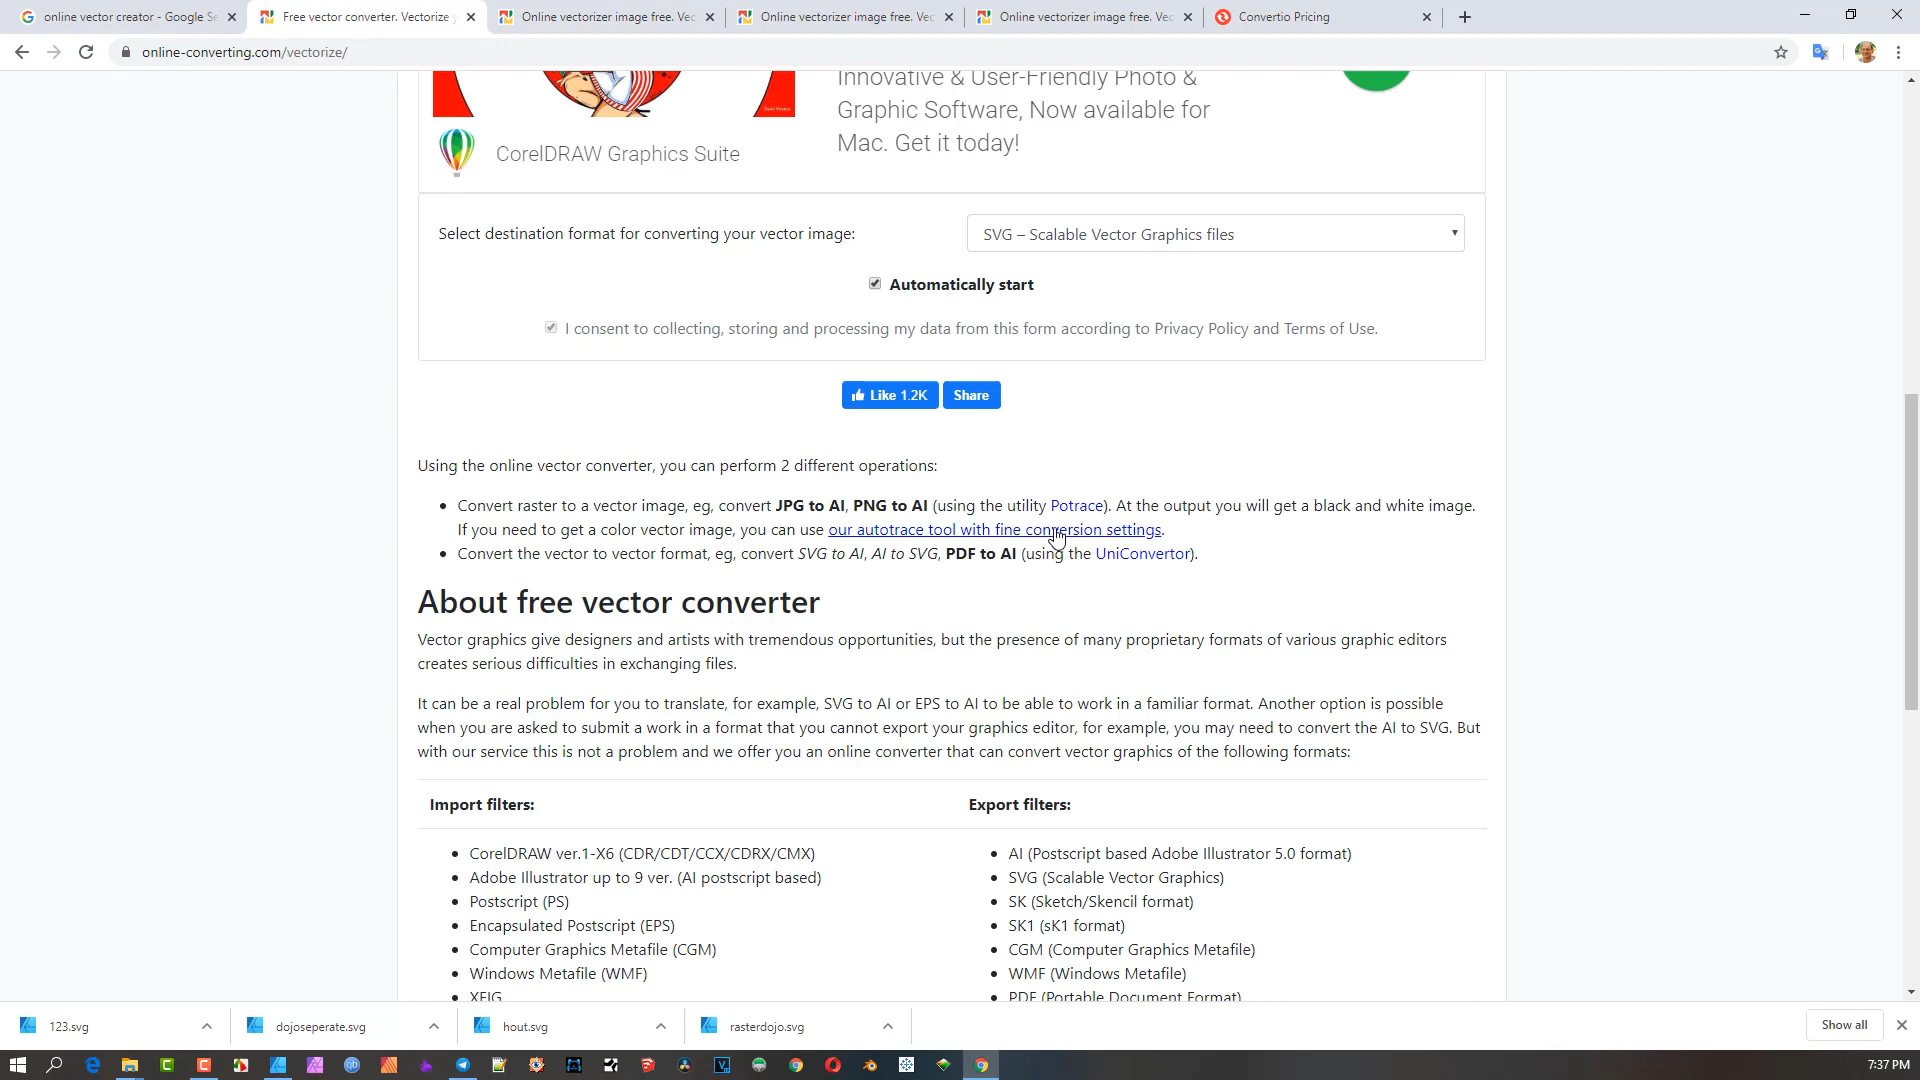 online vector creator - Google Se
Free vector converter. Vectorize y
Online vectorizer image free. Vec
Online vectorizer image free. Vec
Online vectorizer image free. Vec
Convertio Pricing
online-converting.com/vectorize/
Innovative & User-Friendly Photo &
Graphic Software, Now available for
Mac. Get it today!
CorelDRAW Graphics Suite
Select destination format for converting your vector image:
SVG – Scalable Vector Graphics files
Automatically start
I consent to collecting, storing and processing my data from this form according to Privacy Policy and Terms of Use.
Like 1.2K
Share
Using the online vector converter, you can perform 2 different operations:
• Convert raster to a vector image, eg, convert JPG to AI, PNG to AI (using the utility Potrace). At the output you will get a black and white image.
If you need to get a color vector image, you can use our autotrace tool with fine conversion settings.
• Convert the vector to vector format, eg, convert SVG to AI, AI to SVG, PDF to AI (using the UniConvertor).
About free vector converter
Vector graphics give designers and artists with tremendous opportunities, but the presence of many proprietary formats of various graphic editors
creates serious difficulties in exchanging files.
It can be a real problem for you to translate, for example, SVG to AI or EPS to AI to be able to work in a familiar format. Another option is possible
when you are asked to submit a work in a format that you cannot export your graphics editor, for example, you may need to convert the AI to SVG. But
with our service this is not a problem and we offer you an online converter that can convert vector graphics of the following formats:
Import filters:
Export filters:
• CorelDRAW ver.1-X6 (CDR/CDT/CCX/CDRX/CMX)
• Adobe Illustrator up to 9 ver. (AI postscript based)
• Postscript (PS)
• Encapsulated Postscript (EPS)
• Computer Graphics Metafile (CGM)
• Windows Metafile (WMF)
• XFIG
• AI (Postscript based Adobe Illustrator 5.0 format)
• SVG (Scalable Vector Graphics)
• SK (Sketch/Skencil format)
• SK1 (sK1 format)
• CGM (Computer Graphics Metafile)
• WMF (Windows Metafile)
• PDF (Portable Document Format)
123.svg
dojoseperate.svg
hout.svg
rasterdojo.svg
Show all
7:37 PM